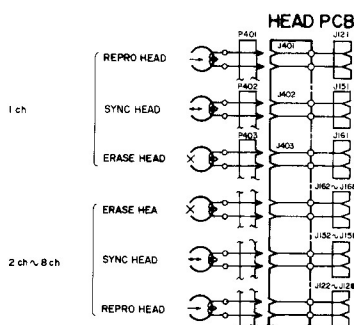 HEAD PCB
P401
J401
J121
REPRO HEAD
1 ch
P402
J402
J151
SYNC HEAD
P403
J403
J161
ERASE HEAD
J162~J168
ERASE HEA
J152~J158
2 ch ~ 8 ch
SYNC HEAD
J122~J128
REPRO HEAD